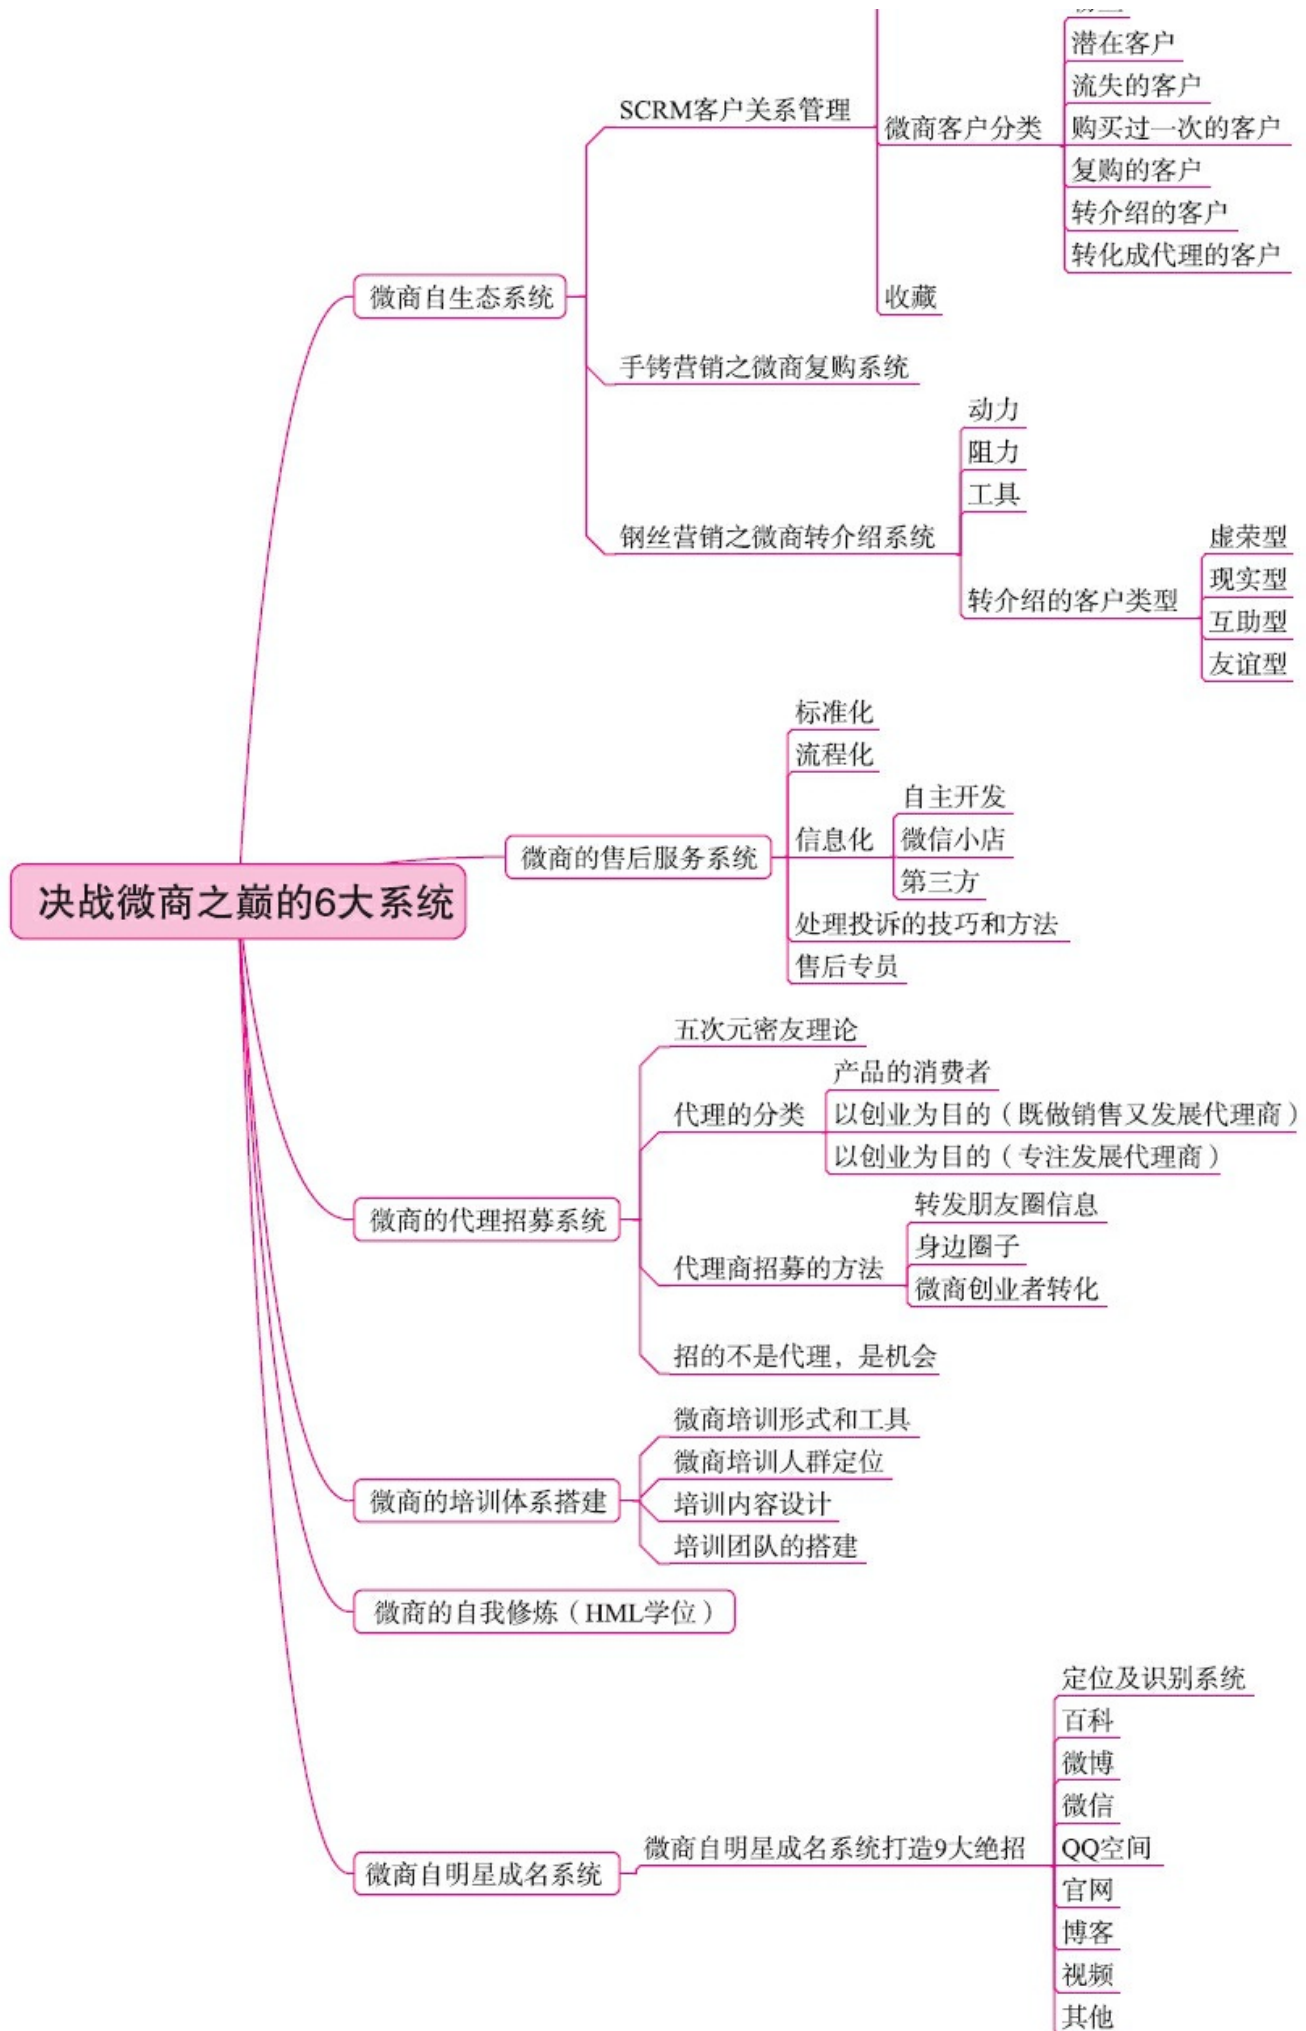 潜在客户
流失的客户
SCRM客户关系管理
微商客户分类
购买过一次的客户
复购的客户
转介绍的客户
转化成代理的客户
微商自生态系统
收藏
手铐营销之微商复购系统
动力
阻力
工具
钢丝营销之微商转介绍系统
虚荣型
现实型
转介绍的客户类型
互助型
友谊型
标准化
流程化
自主开发
信息化
微信小店
微商的售后服务系统
第三方
决战微商之巅的6大系统
处理投诉的技巧和方法
售后专员
五次元密友理论
产品的消费者
代理的分类
以创业为目的（既做销售又发展代理商）
以创业为目的（专注发展代理商）
微商的代理招募系统
转发朋友圈信息
身边圈子
代理商招募的方法
微商创业者转化
招的不是代理，是机会
微商培训形式和工具
微商培训人群定位
微商的培训体系搭建
培训内容设计
培训团队的搭建
微商的自我修炼（HML学位）
定位及识别系统
百科
微博
微信
微商自明星成名系统
微商自明星成名系统打造9大绝招
QQ空间
官网
博客
视频
其他